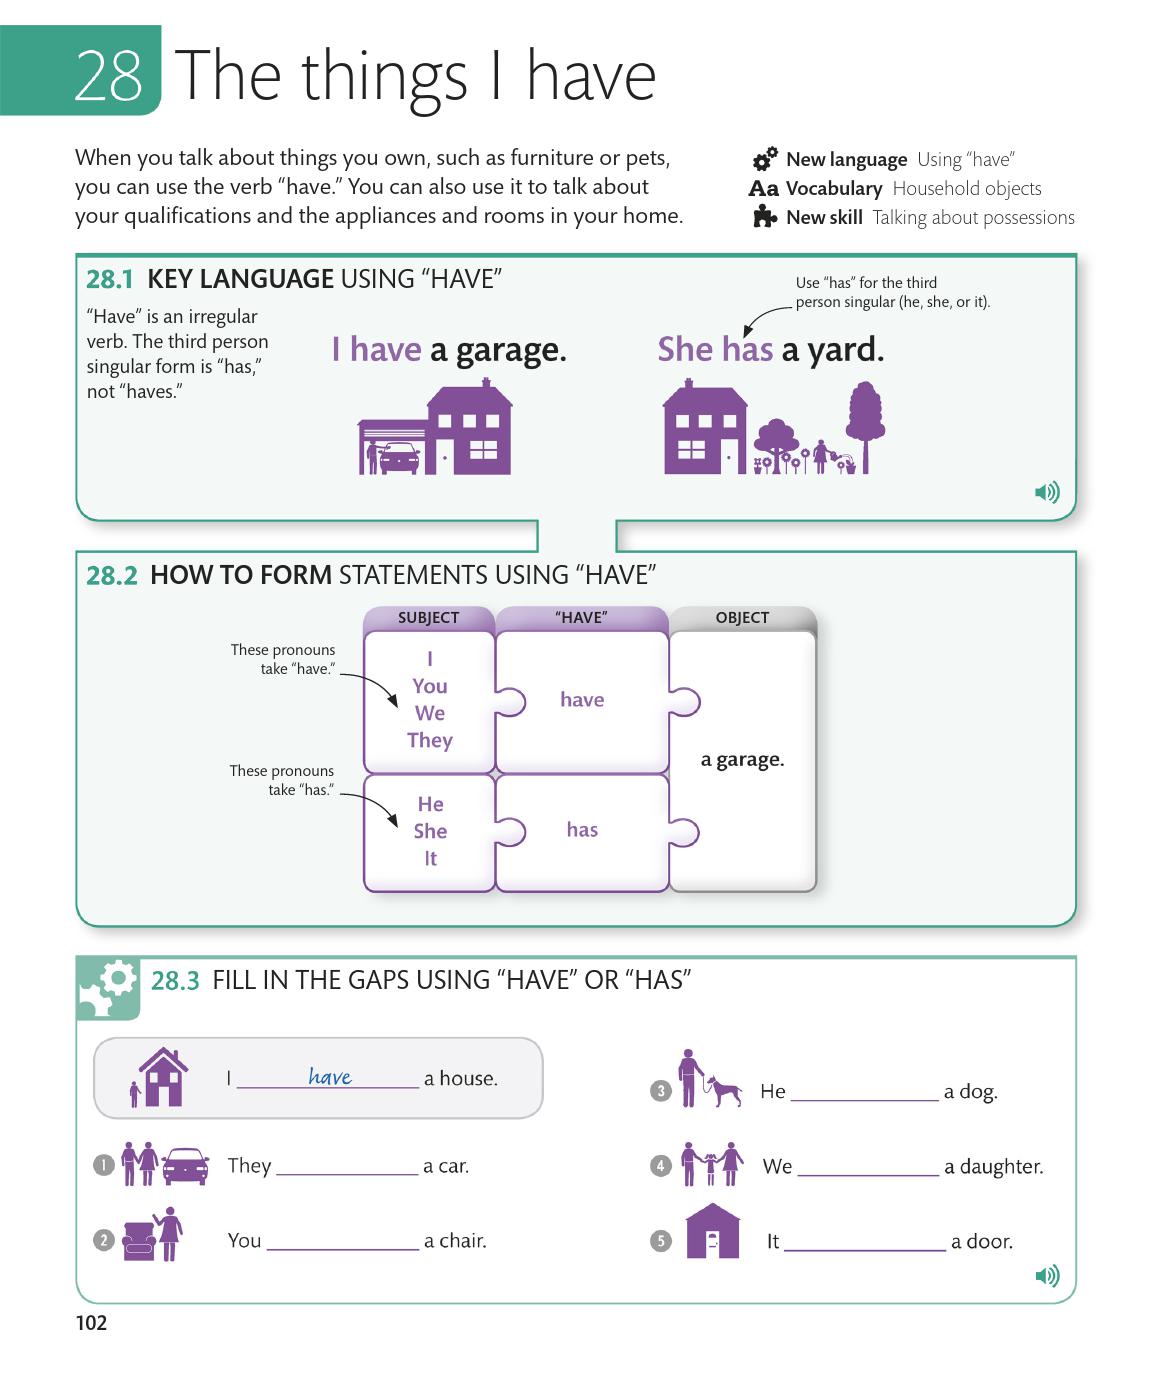 28 The things I have
When you talk about things you own, such as furniture or pets,
you can use the verb “have.” You can also use it to talk about
your qualifications and the appliances and rooms in your home.
New language Using “have”
Aa Vocabulary Household objects
New skill Talking about possessions
28.1 KEY LANGUAGE USING “HAVE”
“Have” is an irregular
verb. The third person
singular form is “has,”
not “haves.”
I have a garage.
Use “has” for the third
person singular (he, she, or it).
She has a yard.
28.2 HOW TO FORM STATEMENTS USING “HAVE”
SUBJECT “HAVE” OBJECT
These pronouns
take “have.”
I
You
We
They
have
These pronouns
take “has.”
He
She
It
has
a garage.
28.3 FILL IN THE GAPS USING “HAVE” OR “HAS”
I have a house.
1 They ______ a car.
2 You ______ a chair.
3 He ______ a dog.
4 We ______ a daughter.
5 It ______ a door.
102